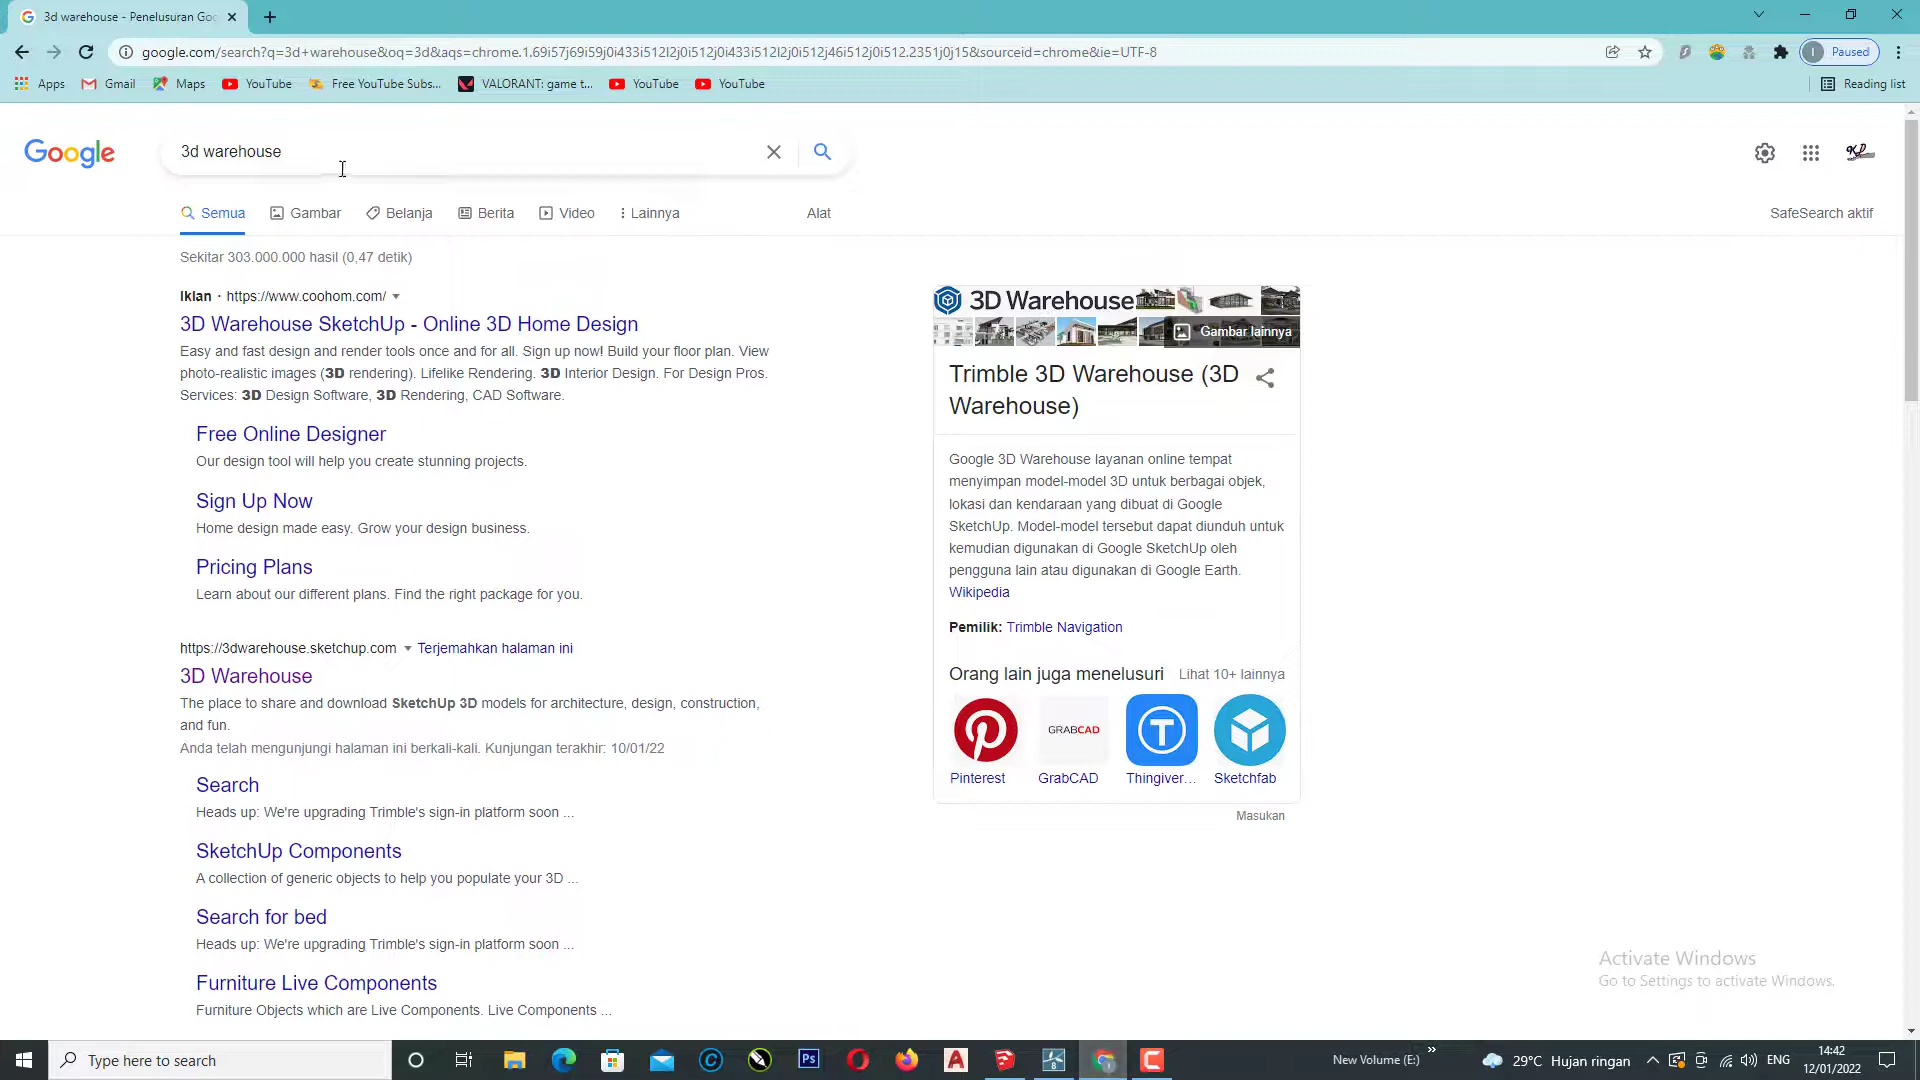 3d warehouse - Penelusuran Goo
google.com/search?q=3d+warehouse&oq=3d&aqs=chrome.1.69i57j69i59j0i433i512l2j0i512j0i433i512l2j0i512j46i512j0i512.2351j0j15&sourceid=chrome&ie=UTF-8
Paused
Apps
Gmail
Maps
YouTube
Free YouTube Subs...
VALORANT: game t...
YouTube
YouTube
Reading list
Google
3d warehouse
Semua
Gambar
Belanja
Berita
Video
Lainnya
Alat
SafeSearch aktif
Sekitar 303.000.000 hasil (0,47 detik)
Iklan · https://www.coohom.com/
3D Warehouse SketchUp - Online 3D Home Design
Easy and fast design and render tools once and for all. Sign up now! Build your floor plan. View
photo-realistic images (3D rendering). Lifelike Rendering. 3D Interior Design. For Design Pros.
Services: 3D Design Software, 3D Rendering, CAD Software.
Free Online Designer
Our design tool will help you create stunning projects.
Sign Up Now
Home design made easy. Grow your design business.
Pricing Plans
Learn about our different plans. Find the right package for you.
https://3dwarehouse.sketchup.com
Terjemahkan halaman ini
3D Warehouse
The place to share and download SketchUp 3D models for architecture, design, construction,
and fun.
Anda telah mengunjungi halaman ini berkali-kali. Kunjungan terakhir: 10/01/22
Search
Heads up: We're upgrading Trimble's sign-in platform soon ...
SketchUp Components
A collection of generic objects to help you populate your 3D ...
Search for bed
Heads up: We're upgrading Trimble's sign-in platform soon ...
Furniture Live Components
Furniture Objects which are Live Components. Live Components ...
3D Warehouse
Gambar lainnya
Trimble 3D Warehouse (3D
Warehouse)
Google 3D Warehouse layanan online tempat
menyimpan model-model 3D untuk berbagai objek,
lokasi dan kendaraan yang dibuat di Google
SketchUp. Model-model tersebut dapat diunduh untuk
kemudian digunakan di Google SketchUp oleh
pengguna lain atau digunakan di Google Earth.
Wikipedia
Pemilik: Trimble Navigation
Orang lain juga menelusuri
Lihat 10+ lainnya
GRABCAD
Pinterest
GrabCAD
Thingiver...
Sketchfab
Masukan
Activate Windows
Go to Settings to activate Windows.
Type here to search
Ps
New Volume (E:)
29°C Hujan ringan
ENG
14:42
12/01/2022